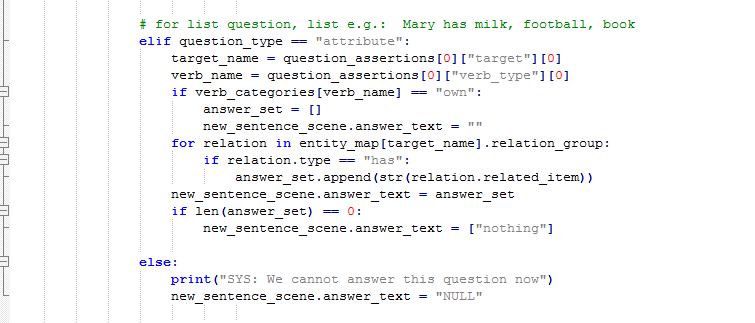 # for list question, list e.g.:  Mary has milk, football, book
elif question_type == "attribute":
    target_name = question_assertions[0]["target"][0]
    verb_name = question_assertions[0]["verb_type"][0]
    if verb_categories[verb_name] == "own":
        answer_set = []
        new_sentence_scene.answer_text = ""
    for relation in entity_map[target_name].relation_group:
        if relation.type == "has":
            answer_set.append(str(relation.related_item))
    new_sentence_scene.answer_text = answer_set
    if len(answer_set) == 0:
        new_sentence_scene.answer_text = ["nothing"]
else:
    print("SYS: We cannot answer this question now")
    new_sentence_scene.answer_text = "NULL"